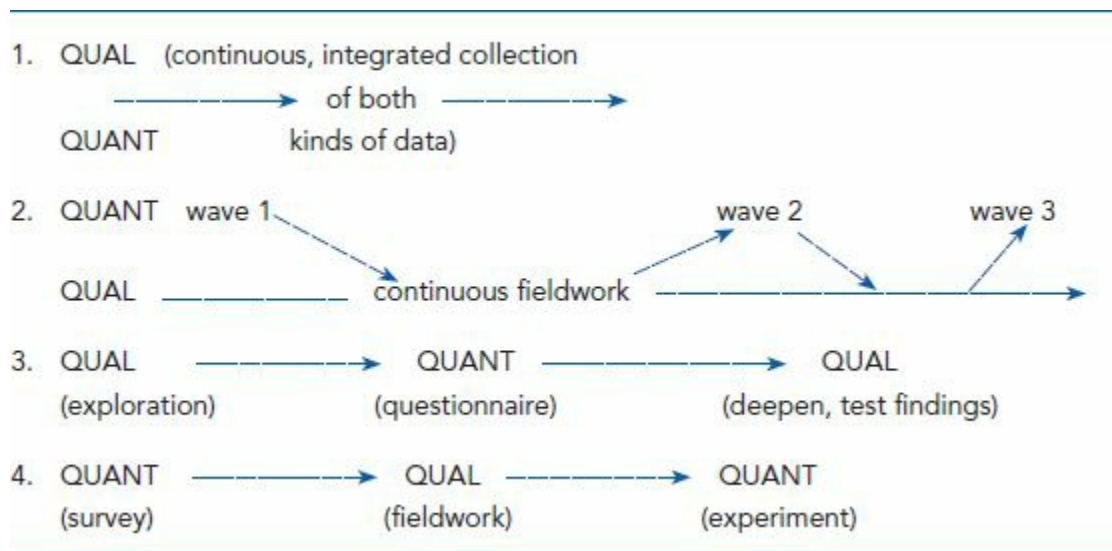 1. QUAL (continuous, integrated collection
of both
QUANT kinds of data)
2. QUANT wave 1 wave 2 wave 3
QUAL continuous fieldwork
3. QUAL QUANT QUAL
(exploration) (questionnaire) (deepen, test findings)
4. QUANT QUAL QUANT
(survey) (fieldwork) (experiment)